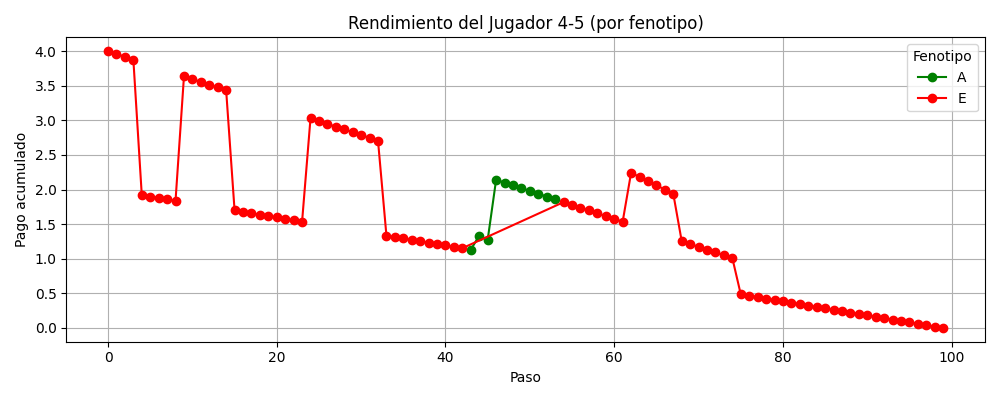 Rendimiento del Jugador 4-5 (por fenotipo)
Fenotipo
A
E
Pago acumulado
4.0
3.5
3.0
2.5
2.0
1.5
1.0
0.5
0.0
0 20 40 60 80 100
Paso